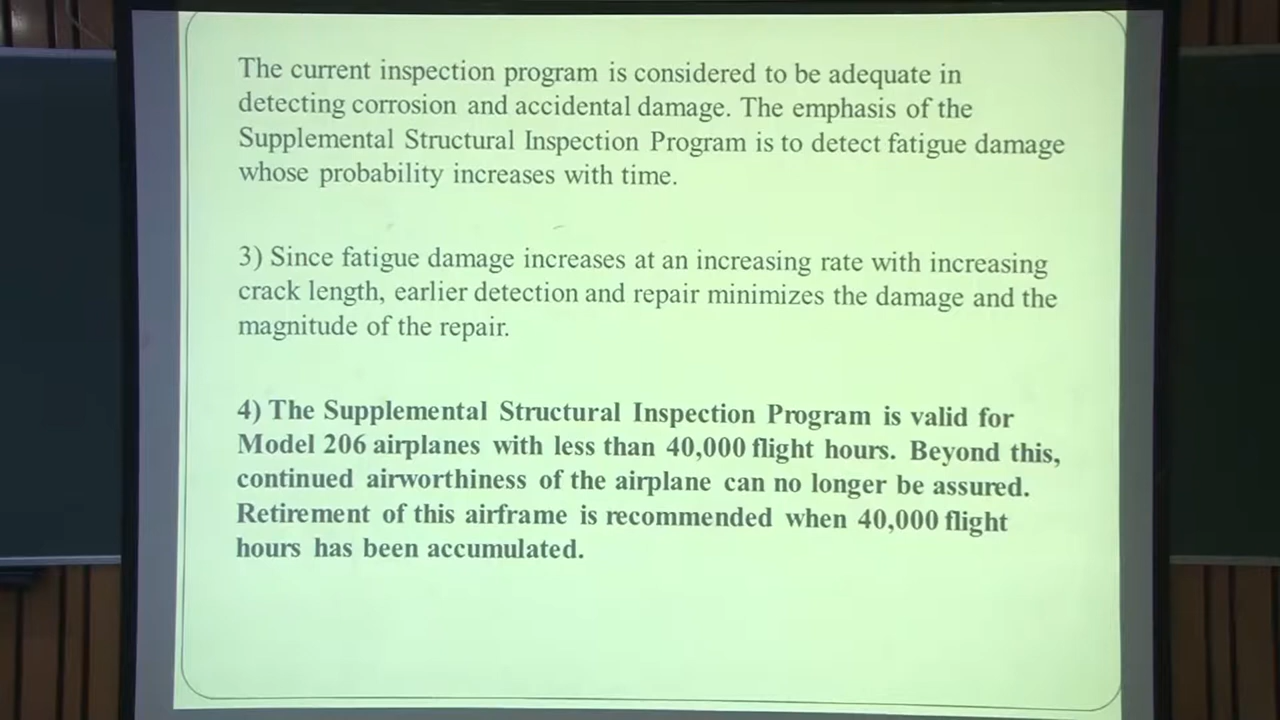 The current inspection program is considered to be adequate in
detecting corrosion and accidental damage. The emphasis of the
Supplemental Structural Inspection Program is to detect fatigue damage
whose probability increases with time.
3) Since fatigue damage increases at an increasing rate with increasing
crack length, earlier detection and repair minimizes the damage and the
magnitude of the repair.
4) The Supplemental Structural Inspection Program is valid for
Model 206 airplanes with less than 40,000 flight hours. Beyond this,
continued airworthiness of the airplane can no longer be assured.
Retirement of this airframe is recommended when 40,000 flight
hours has been accumulated.